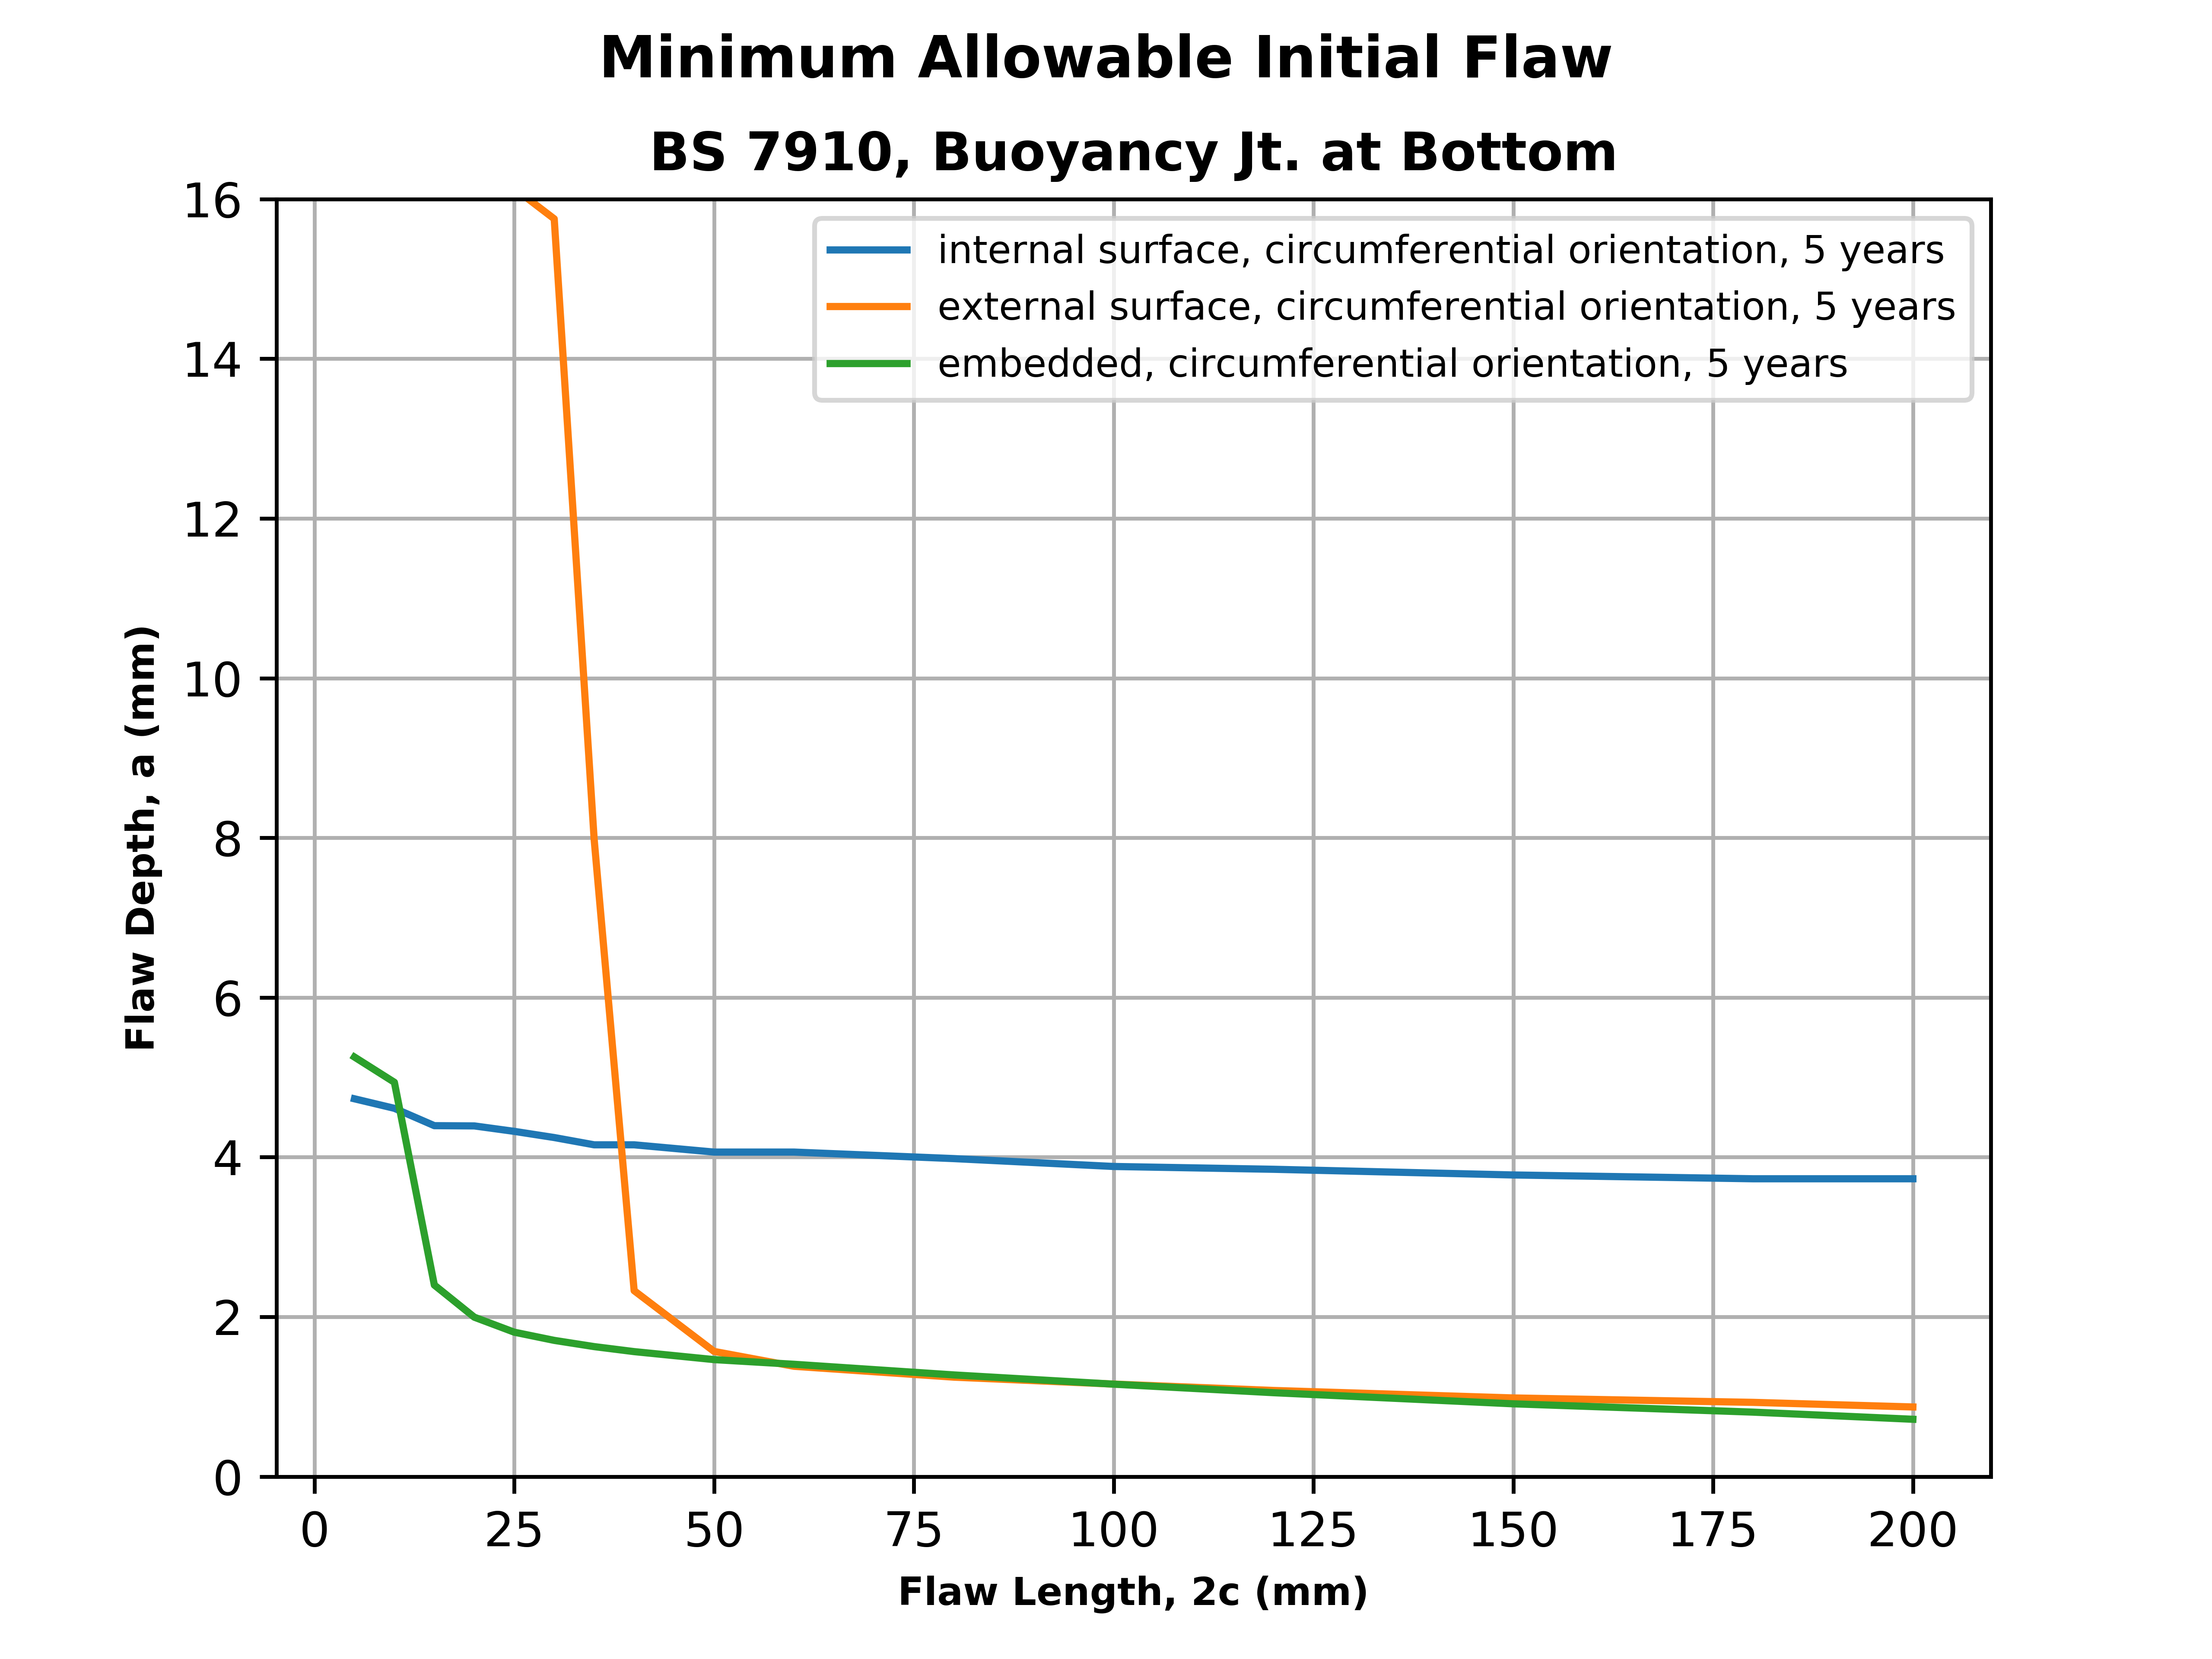 Minimum Allowable Initial Flaw
BS 7910, Buoyancy Jt. at Bottom
internal surface, circumferential orientation, 5 years
external surface, circumferential orientation, 5 years
embedded, circumferential orientation, 5 years
16
14
12
10
8
6
4
2
0
Flaw Depth, a (mm)
0 25 50 75 100 125 150 175 200
Flaw Length, 2c (mm)